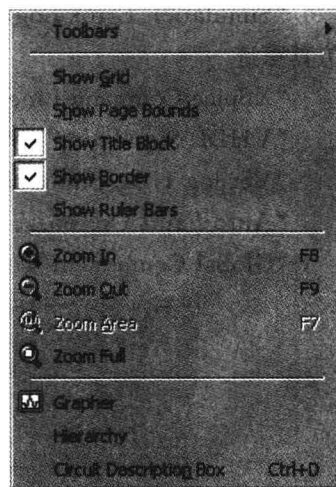 Toolbars
Show Grid
Show Page Bounds
Show Title Block
Show Border
Show Ruler Bars
Zoom In F8
Zoom Out F9
Zoom Area F7
Zoom Full
Grapher
Hierarchy
Circuit Description Box Ctrl+D